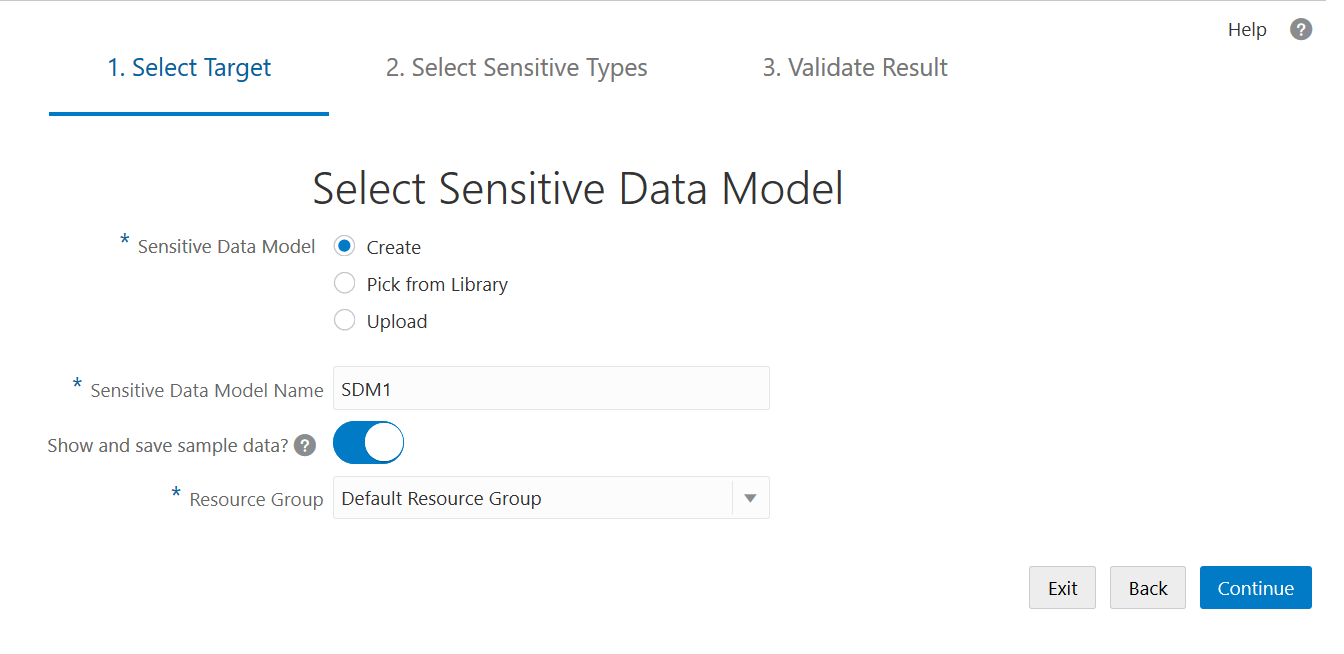 Help ?
1. Select Target 2. Select Sensitive Types 3. Validate Result
Select Sensitive Data Model
* Sensitive Data Model Create
Pick from Library
Upload
* Sensitive Data Model Name SDM1
Show and save sample data? ?
* Resource Group Default Resource Group
Exit Back Continue